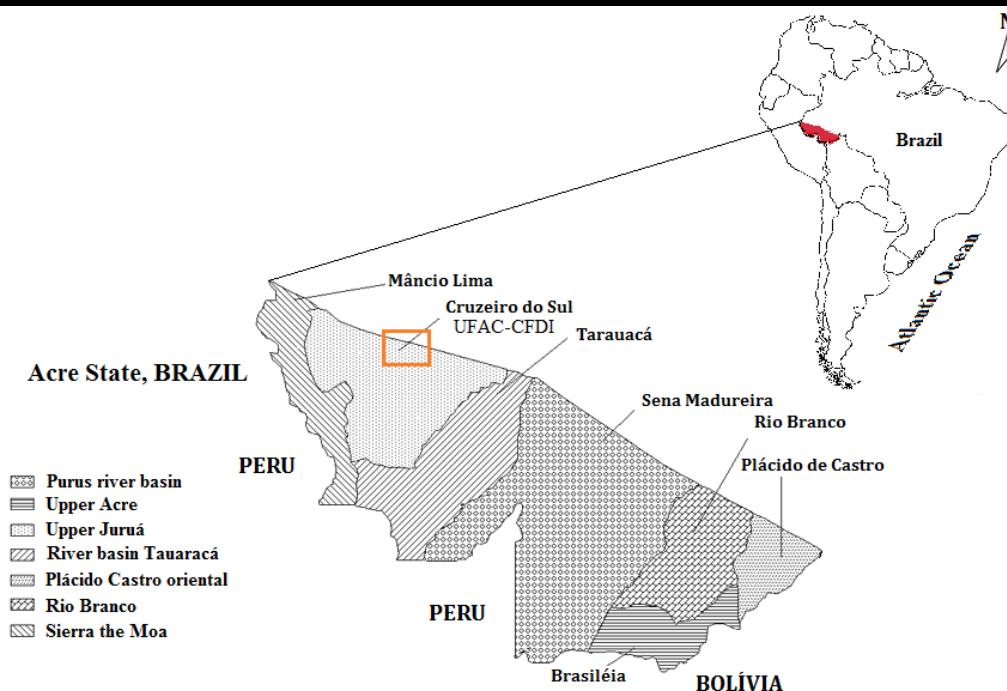 N
Brazil
Atlantic Ocean
Mâncio Lima
Cruzeiro do Sul
UFAC-CFDI
Tarauacá
Acre State, BRAZIL
Sena Madureira
Rio Branco
PERU
Plácido de Castro
Purus river basin
Upper Acre
Upper Juruá
River basin Tauaracá
Plácido Castro oriental
Rio Branco
Sierra the Moa
PERU
Brasiléia
BOLÍVIA